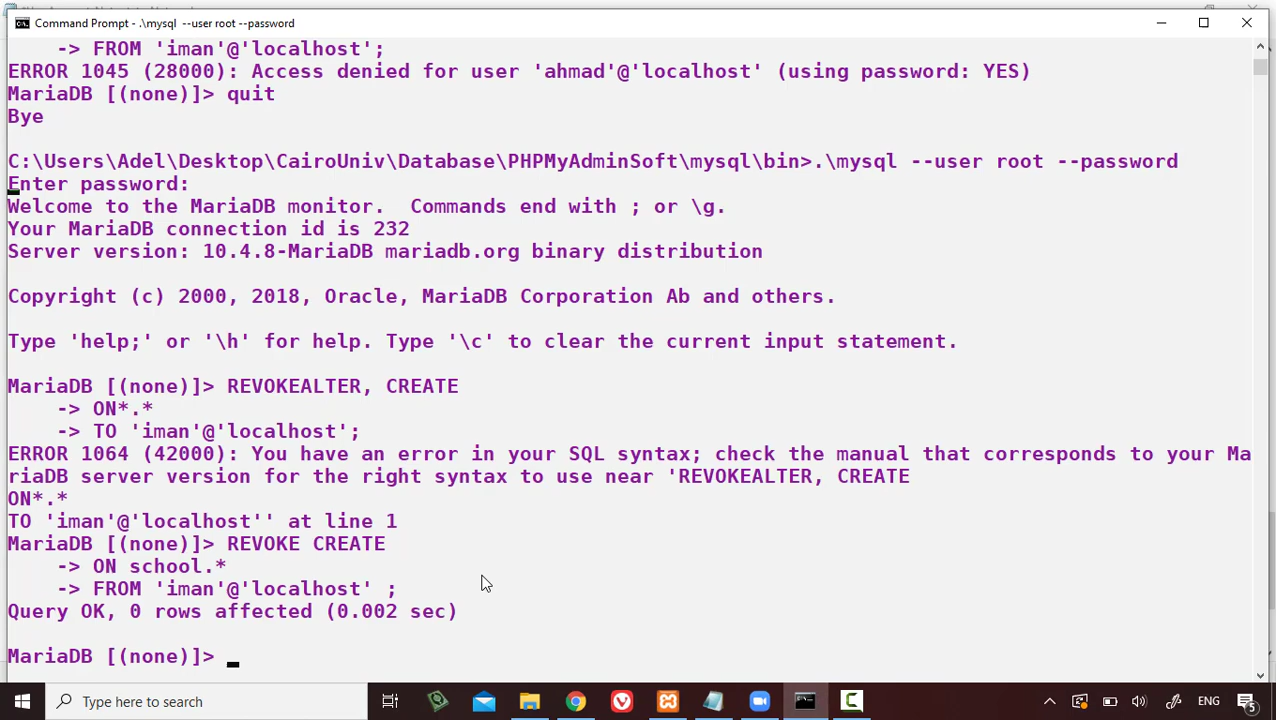 Command Prompt - .\mysql --user root --password
-> FROM 'iman'@'localhost';
ERROR 1045 (28000): Access denied for user 'ahmad'@'localhost' (using password: YES)
MariaDB [(none)]> quit
Bye
C:\Users\Adel\Desktop\CairoUniv\Database\PHPMyAdminSoft\mysql\bin>.\mysql --user root --password
Enter password:
Welcome to the MariaDB monitor.  Commands end with ; or \g.
Your MariaDB connection id is 232
Server version: 10.4.8-MariaDB mariadb.org binary distribution
Copyright (c) 2000, 2018, Oracle, MariaDB Corporation Ab and others.
Type 'help;' or '\h' for help. Type '\c' to clear the current input statement.
MariaDB [(none)]> REVOKEALTER, CREATE
-> ON*.*
-> TO 'iman'@'localhost';
ERROR 1064 (42000): You have an error in your SQL syntax; check the manual that corresponds to your Ma
riaDB server version for the right syntax to use near 'REVOKEALTER, CREATE
ON*.*
TO 'iman'@'localhost'' at line 1
MariaDB [(none)]> REVOKE CREATE
-> ON school.*
-> FROM 'iman'@'localhost' ;
Query OK, 0 rows affected (0.002 sec)
MariaDB [(none)]>
Type here to search
ENG
5